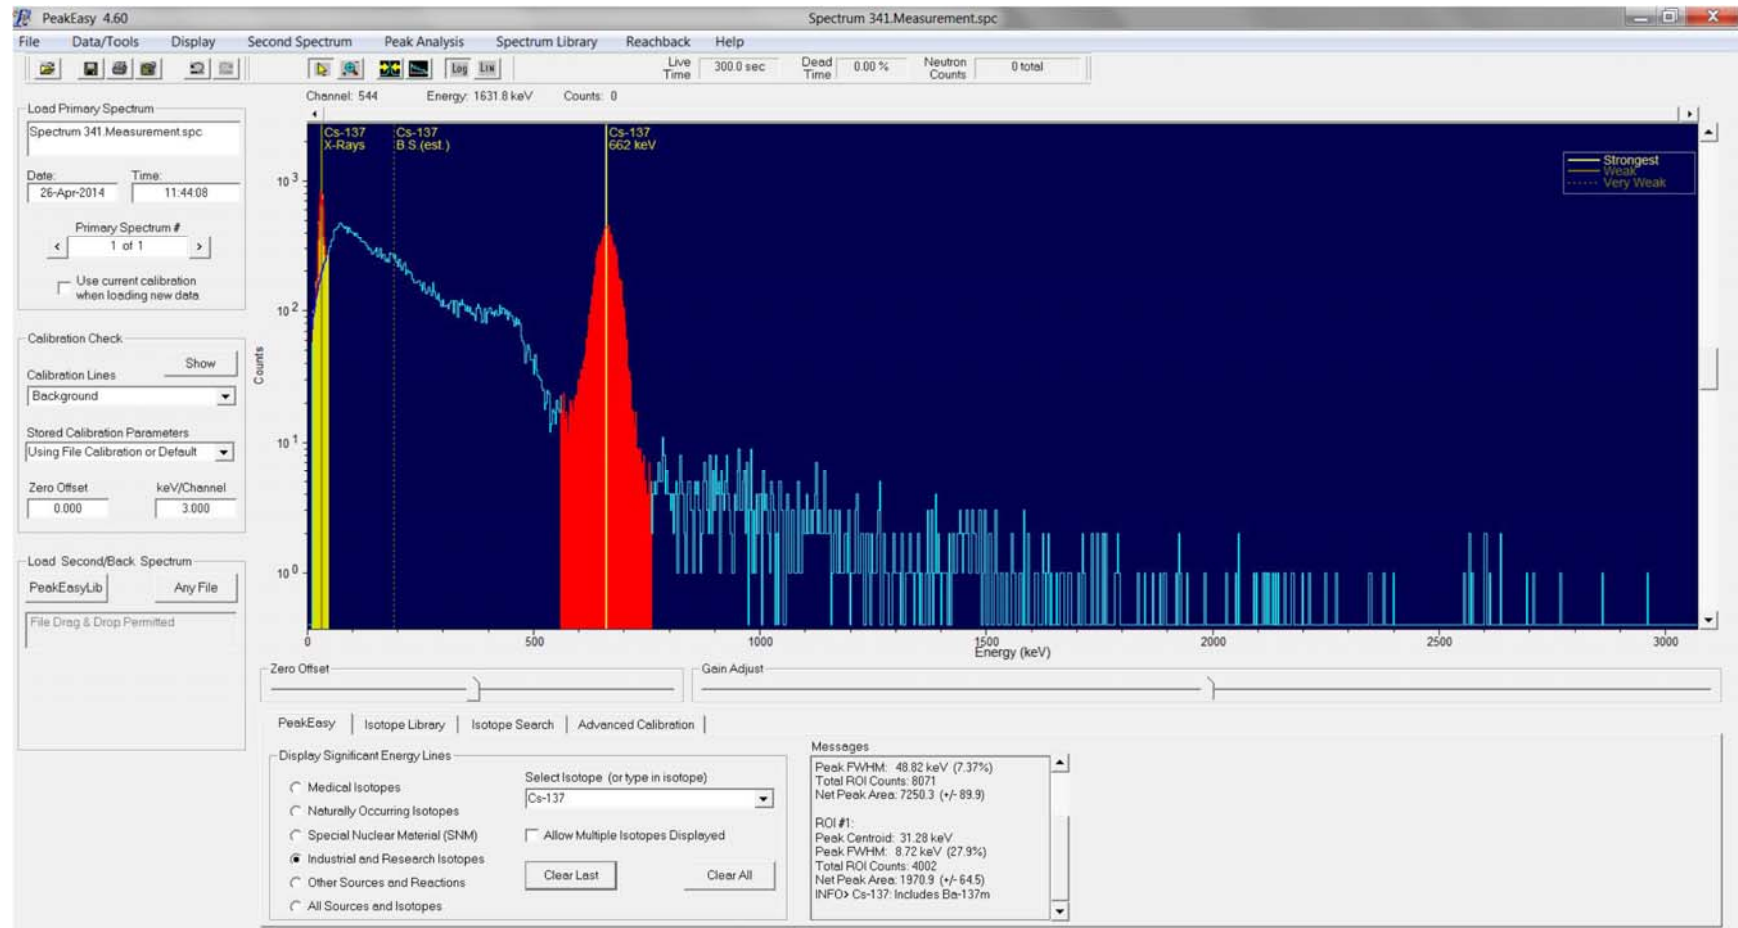 PeakEasy 4.60
Spectrum 341.Measurement.spc
File Data/Tools Display Second Spectrum Peak Analysis Spectrum Library Reachback Help
Log LIN
Live Time 300.0 sec Dead Time 0.00 % Neutron Counts 0 total
Channel: 544 Energy: 1631.8 keV Counts: 0
Load Primary Spectrum
Spectrum 341.Measurement.spc
Date: Time:
26-Apr-2014 11:44:08
Primary Spectrum #
< 1 of 1 >
Use current calibration
when loading new data
Calibration Check
Show
Calibration Lines
Background
Stored Calibration Parameters
Using File Calibration or Default
Zero Offset keV/Channel
0.000 3.000
Load Second/Back Spectrum
PeakEasyLib Any File
File Drag & Drop Permitted
Cs-137 Cs-137 Cs-137
X-Rays B.S.(est.) 662 keV
Strongest
Weak
Very Weak
Counts
10 3
10 2
10 1
10 0
0 500 1000 1500 2000 2500 3000
Energy (keV)
Zero Offset Gain Adjust
PeakEasy Isotope Library Isotope Search Advanced Calibration
Display Significant Energy Lines
Medical Isotopes
Naturally Occurring Isotopes
Special Nuclear Material (SNM)
Industrial and Research Isotopes
Other Sources and Reactions
All Sources and Isotopes
Select Isotope (or type in isotope)
Cs-137
Allow Multiple Isotopes Displayed
Clear Last Clear All
Messages
Peak FWHM: 48.82 keV (7.37%)
Total ROI Counts: 8071
Net Peak Area: 7250.3 (+/- 89.9)
ROI #1:
Peak Centroid: 31.28 keV
Peak FWHM: 8.72 keV (27.9%)
Total ROI Counts: 4002
Net Peak Area: 1970.9 (+/- 64.5)
INFO> Cs-137: Includes Ba-137m